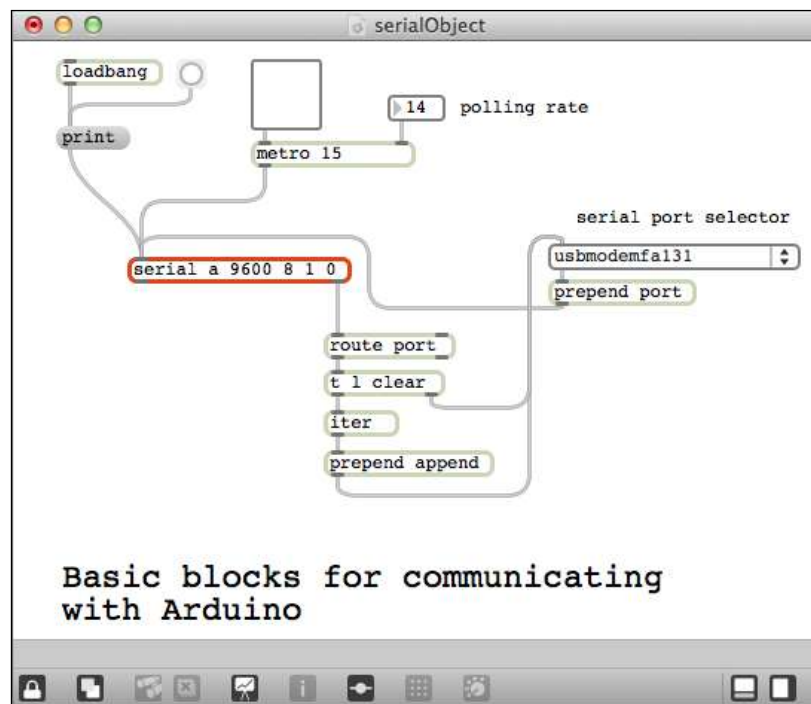 serialObject
loadbang
14 polling rate
print
metro 15
serial port selector
serial a 9600 8 1 0
usbmodemfa131
prepend port
route port
t l clear
iter
prepend append
Basic blocks for communicating
with Arduino